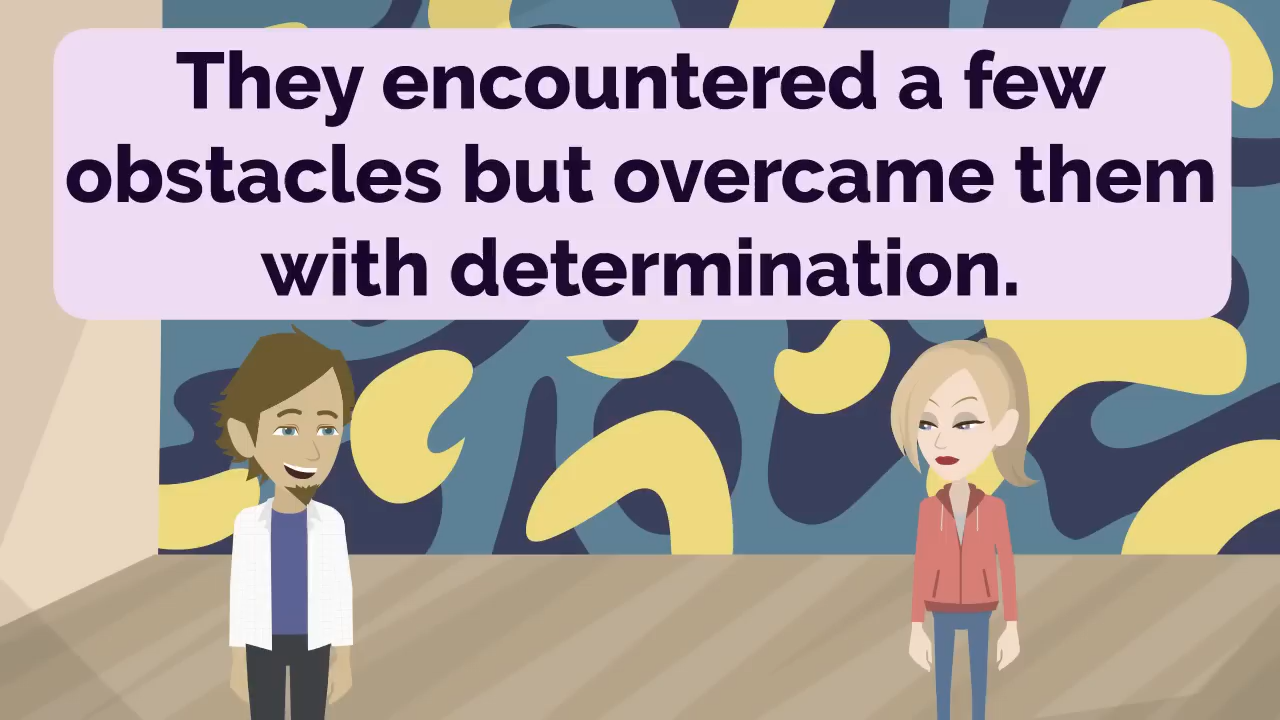 They encountered a few
obstacles but overcame them
with determination.